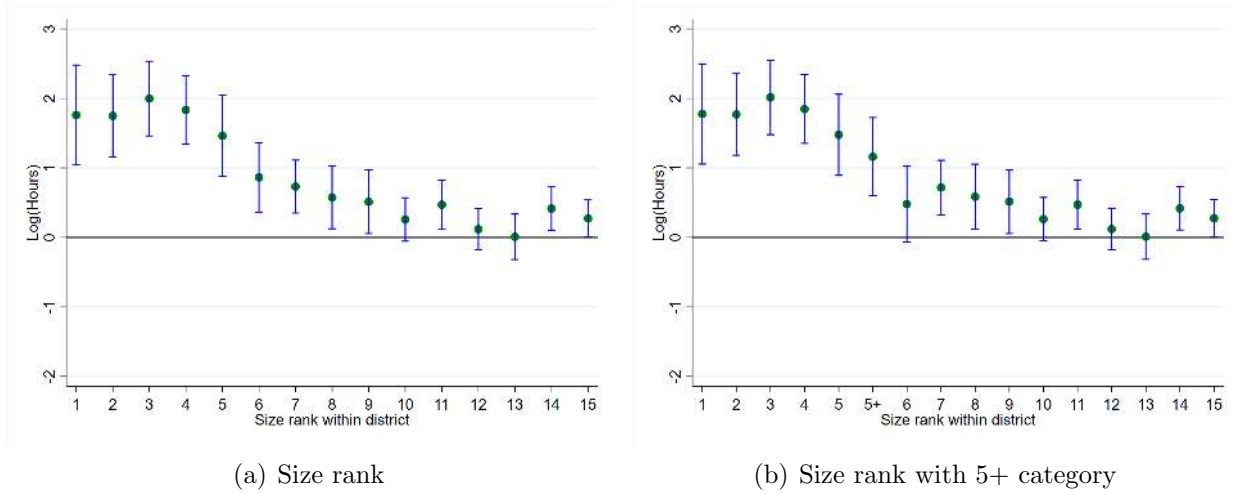 3
2
1
0
-1
-2
Log(Hours)
1 2 3 4 5 6 7 8 9 10 11 12 13 14 15
Size rank within district
(a) Size rank
3
2
1
0
-1
-2
Log(Hours)
1 2 3 4 5 5+ 6 7 8 9 10 11 12 13 14 15
Size rank within district
(b) Size rank with 5+ category